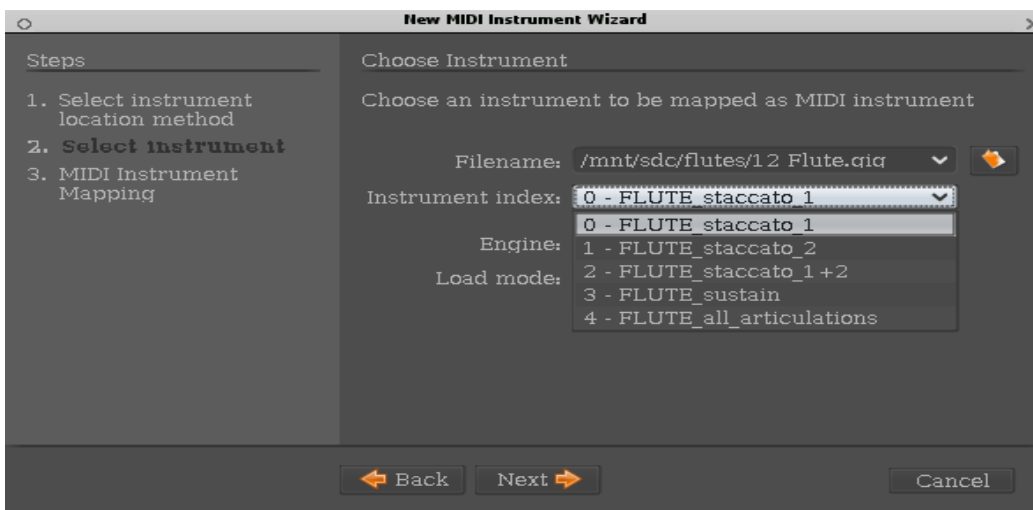 New MIDI Instrument Wizard
Steps
1. Select instrument
location method
2. Select instrument
3. MIDI Instrument
Mapping
Choose Instrument
Choose an instrument to be mapped as MIDI instrument
Filename: /mnt/sdc/flutes/12 Flute.gig
Instrument index: 0 - FLUTE_staccato_1
0 - FLUTE_staccato_1
Engine: 1 - FLUTE_staccato_2
Load mode: 2 - FLUTE_staccato_1+2
3 - FLUTE_sustain
4 - FLUTE_all_articulations
Back Next Cancel